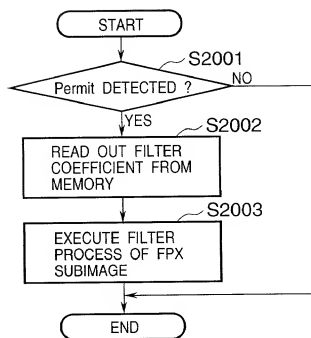 START
S2001
Permit DETECTED ?
NO
YES
S2002
READ OUT FILTER
COEFFICIENT FROM
MEMORY
S2003
EXECUTE FILTER
PROCESS OF FPX
SUBIMAGE
END